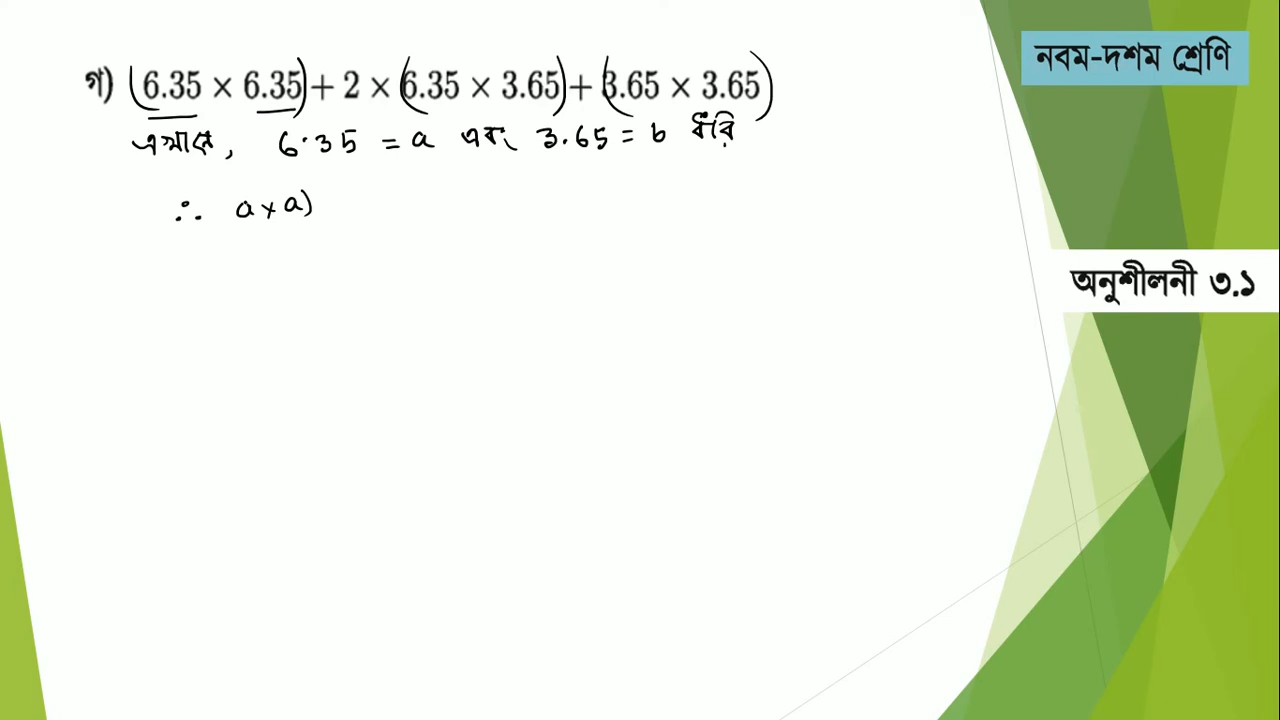 নবম-দশম শ্রেণি
গ) (6.35 × 6.35) + 2 × (6.35 × 3.65) + (3.65 × 3.65)
এখানে, 6.35 = a এবং 3.65 = b ধরি
∴ a × a)
অনুশীলনী ৩.১